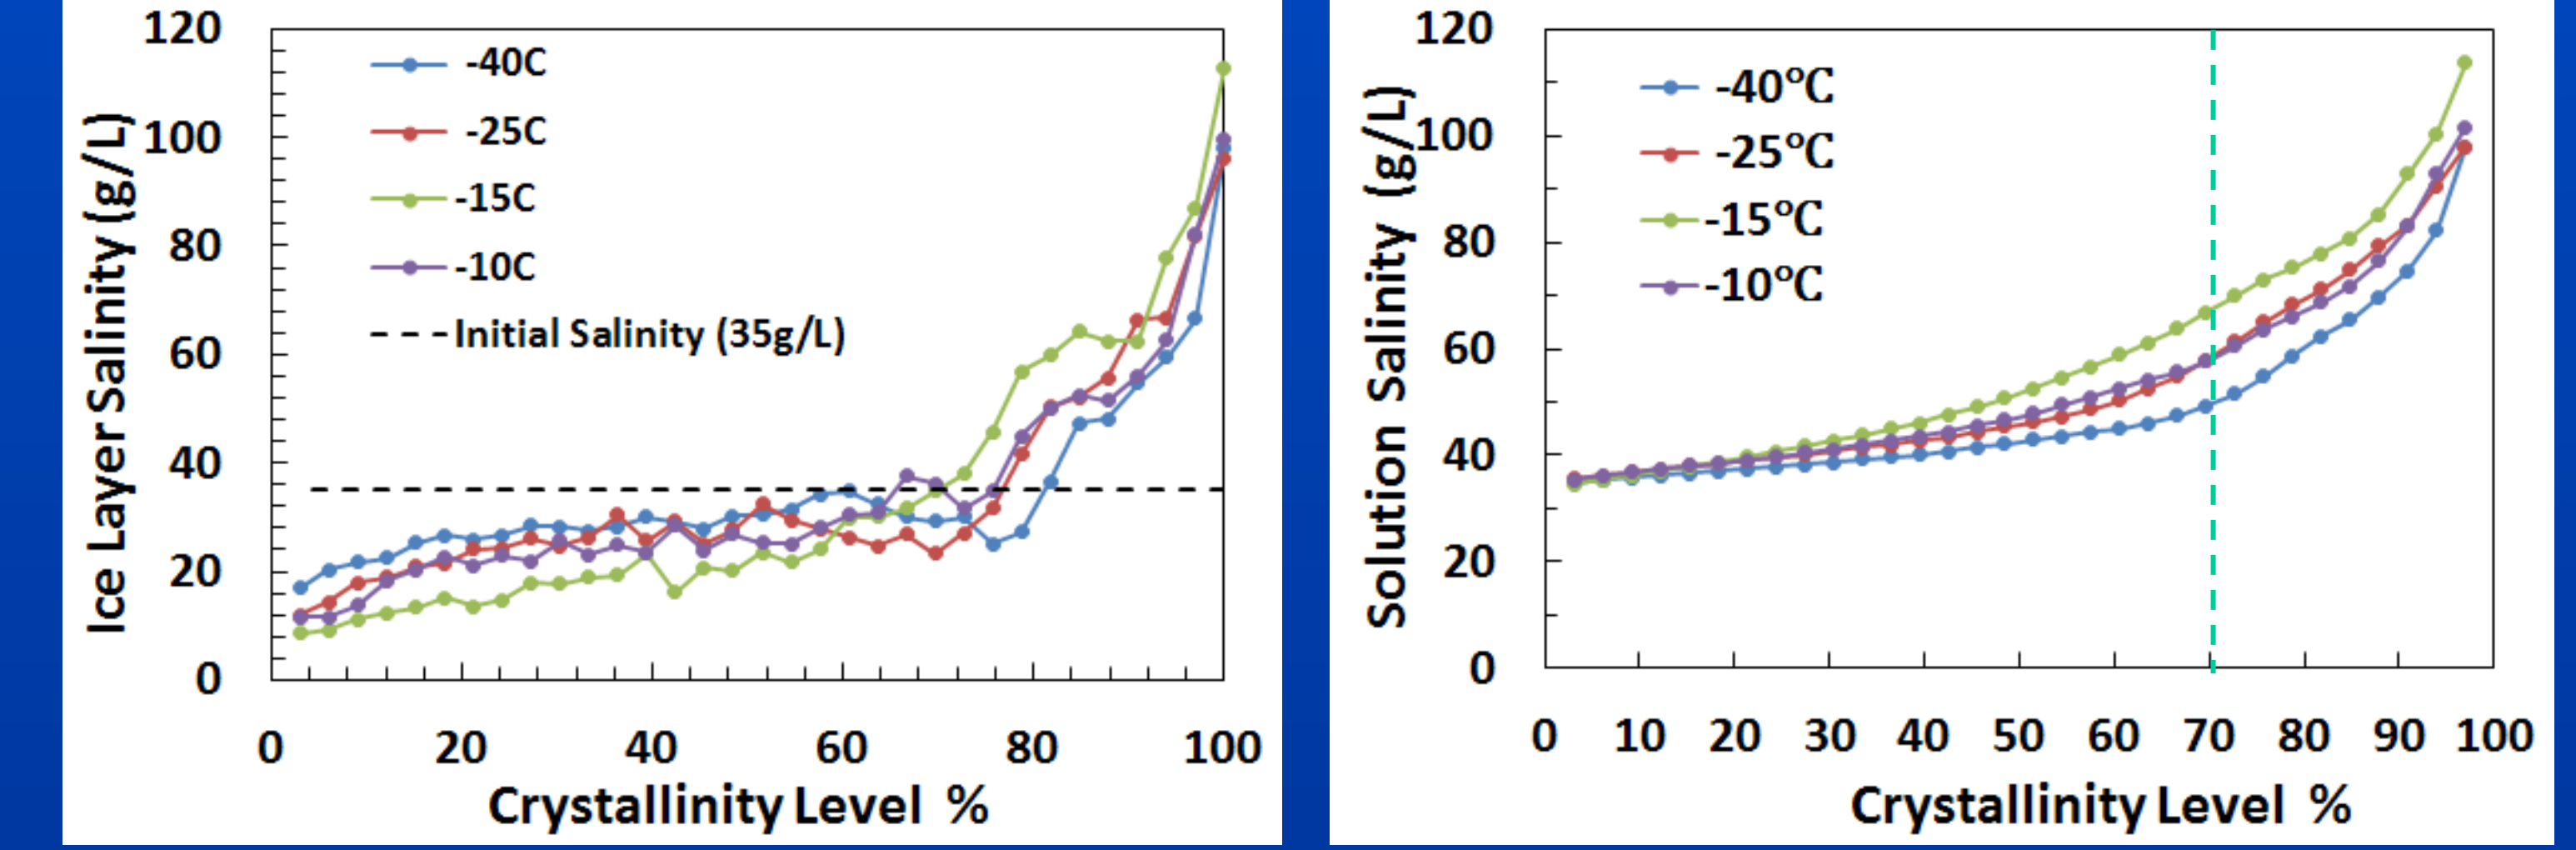 120
100
80
60
40
20
0
Ice Layer Salinity (g/L)
-40C
-25C
-15C
-10C
Initial Salinity (35g/L)
0 20 40 60 80 100
Crystallinity Level %
120
100
80
60
40
20
0
Solution Salinity (g/L)
-40°C
-25°C
-15°C
-10°C
0 10 20 30 40 50 60 70 80 90 100
Crystallinity Level %